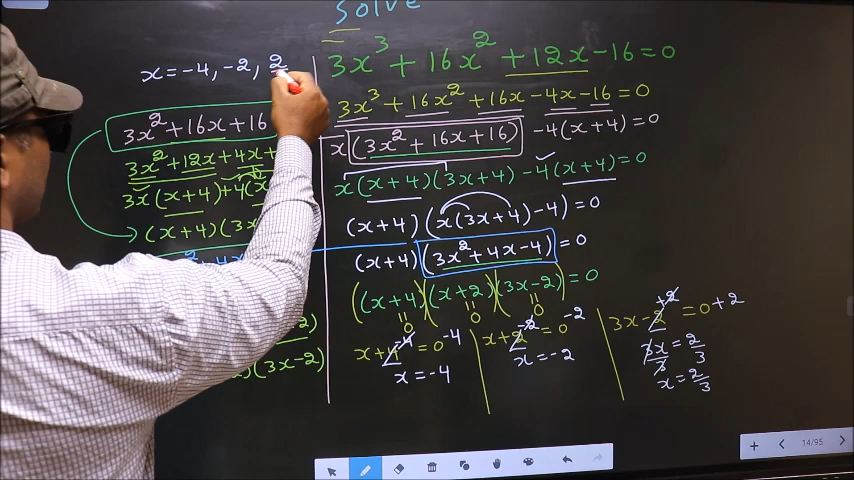 Solve
x = -4, -2, 2
3x³ + 16x² + 12x - 16 = 0
3x³ + 16x² + 16x - 4x - 16 = 0
x(3x² + 16x + 16) - 4(x+4) = 0
x(x+4)(3x+4) - 4(x+4) = 0
(x+4)(x(3x+4) - 4) = 0
(x+4)(3x² + 4x - 4) = 0
(x+4)(x+2)(3x-2) = 0
0 0 0
x+4-4 = 0-4
x = -4
x+2-2 = 0-2
x = -2
3x-2+2 = 0+2
3x/3 = 2/3
x = 2/3
3x² + 16x + 16
3x² + 12x + 4x +
3x(x+4) + 4(x
(x+4)(3x
)(3x-2)
14/95